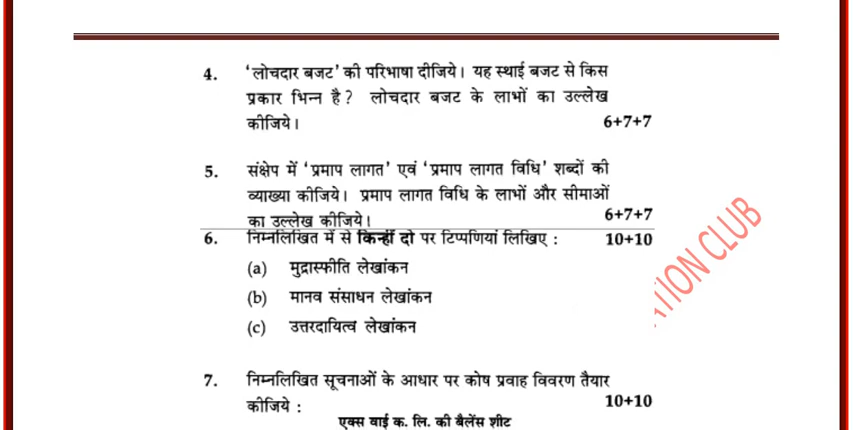 4. 'लोचदार बजट' की परिभाषा दीजिये। यह स्थाई बजट से किस
प्रकार भिन्न है? लोचदार बजट के लाभों का उल्लेख
कीजिये। 6+7+7
5. संक्षेप में 'प्रमाप लागत' एवं 'प्रमाप लागत विधि' शब्दों की
व्याख्या कीजिये। प्रमाप लागत विधि के लाभों और सीमाओं
का उल्लेख कीजिये। 6+7+7
6. निम्नलिखित में से किन्हीं दो पर टिप्पणियां लिखिए : 10+10
(a) मुद्रास्फीति लेखांकन
(b) मानव संसाधन लेखांकन
(c) उत्तरदायित्व लेखांकन
7. निम्नलिखित सूचनाओं के आधार पर कोष प्रवाह विवरण तैयार
कीजिये : 10+10
एक्स वाई क. लि. की बैलेंस शीट
CLUB